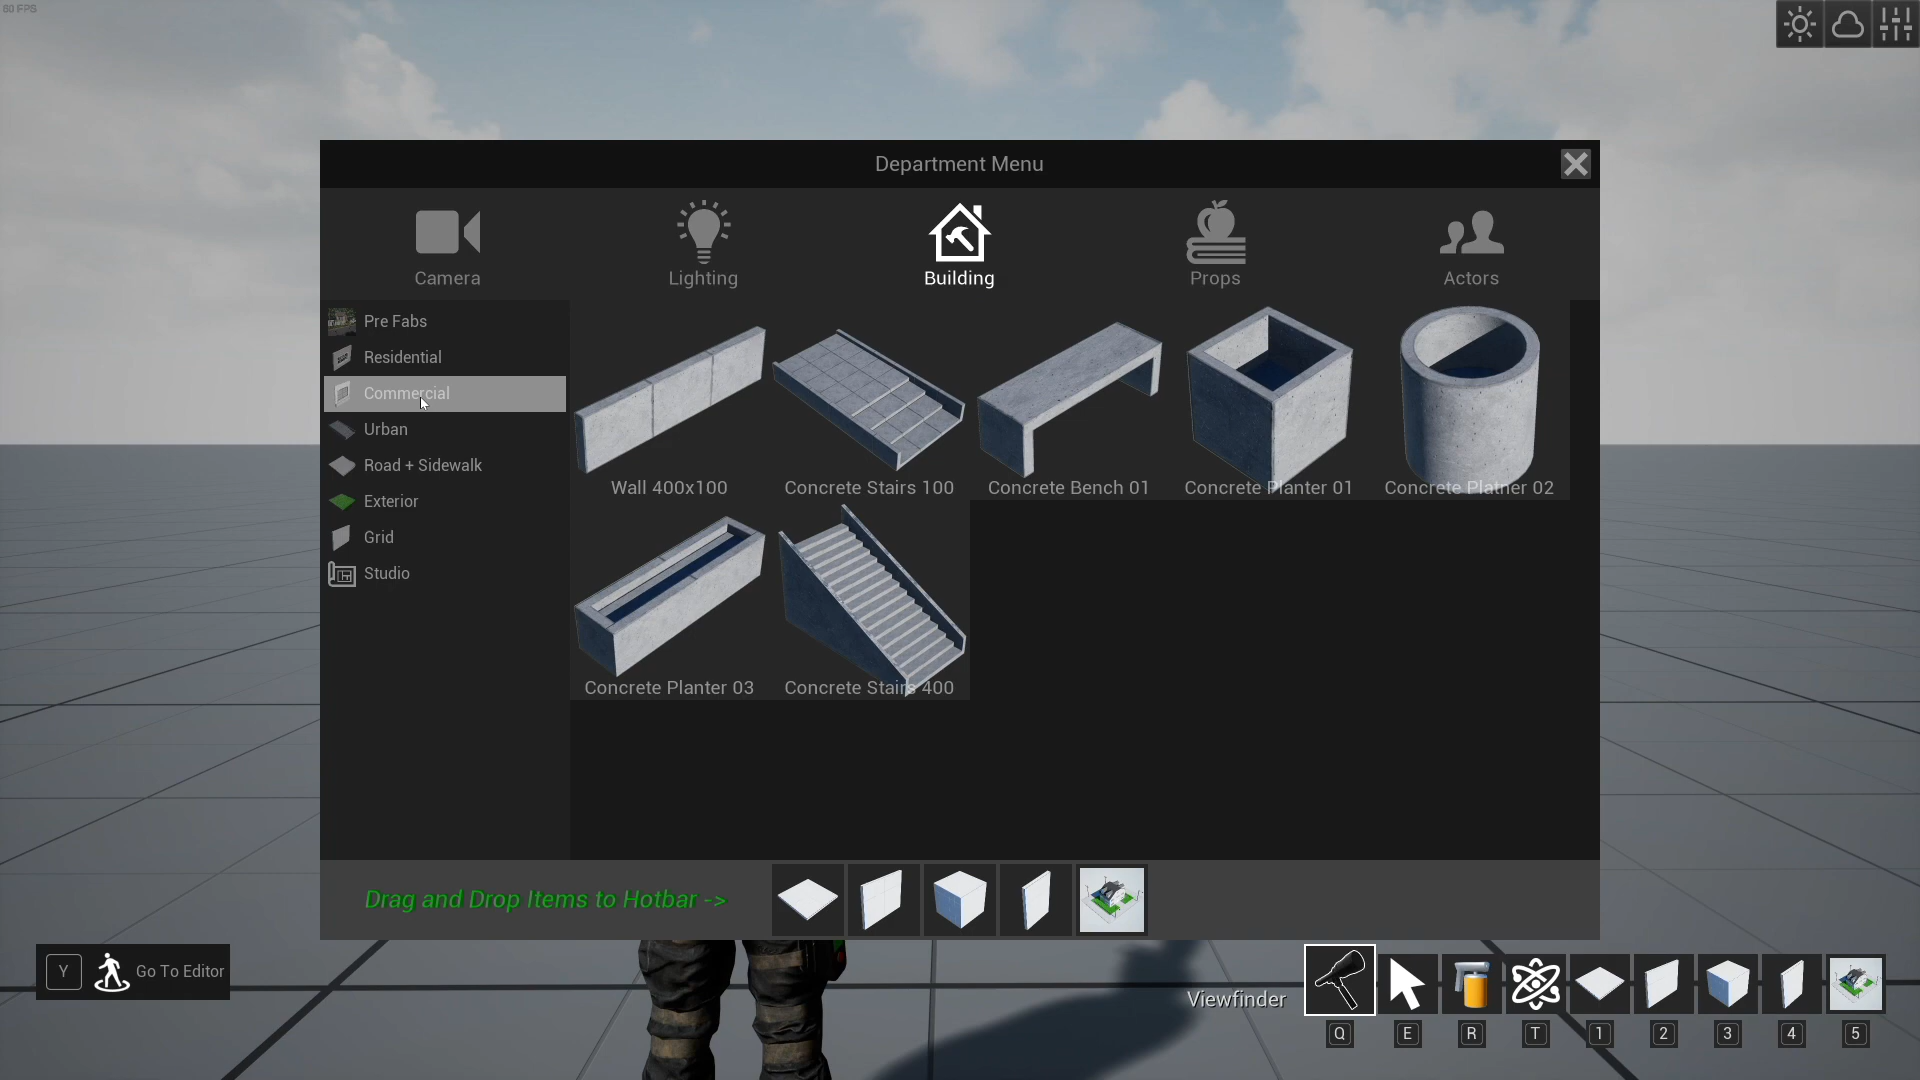 60 FPS
Department Menu
Camera
Lighting
Building
Props
Actors
Pre Fabs
Residential
Commercial
Urban
Road + Sidewalk
Exterior
Grid
Studio
Wall 400x100
Concrete Stairs 100
Concrete Bench 01
Concrete Planter 01
Concrete Platner 02
Concrete Planter 03
Concrete Stairs 400
Drag and Drop Items to Hotbar ->
Y Go To Editor
Viewfinder
Q E R T 1 2 3 4 5